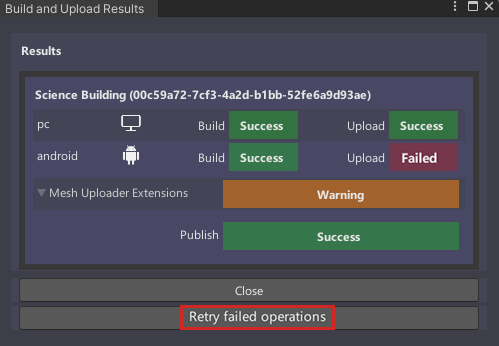 Build and Upload Results
Results
Science Building (00c59a72-7cf3-4a2d-b1bb-52fe6a9d93ae)
pc Build Success Upload Success
android Build Success Upload Failed
Mesh Uploader Extensions Warning
Publish Success
Close
Retry failed operations